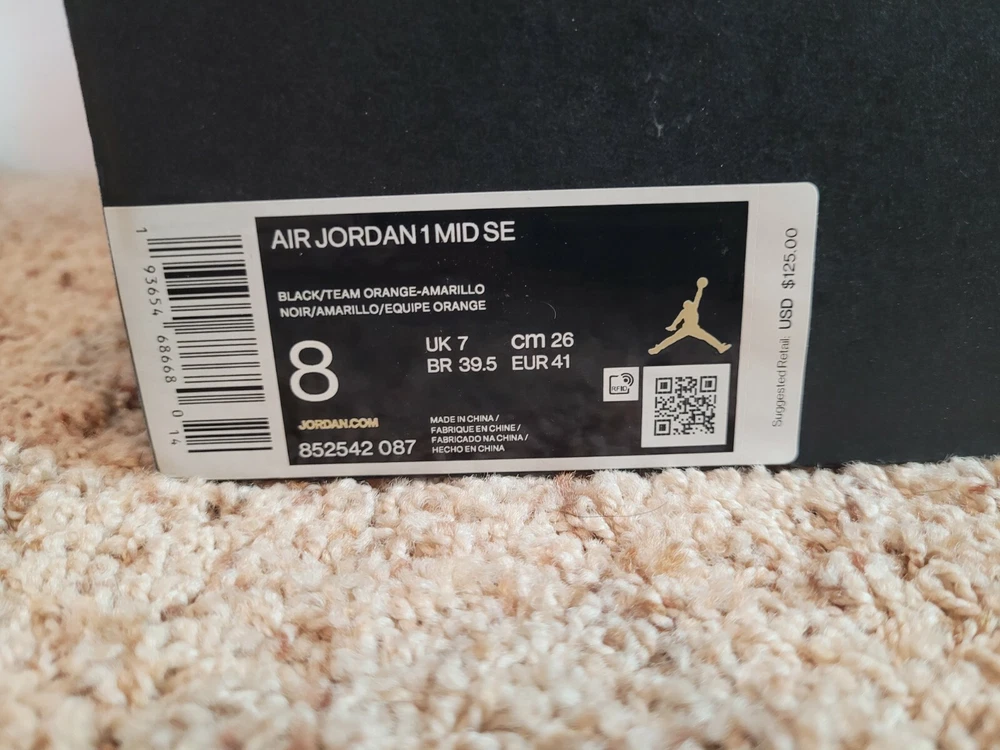 AIR JORDAN 1 MID SE
BLACK/TEAM ORANGE-AMARILLO
NOIR/AMARILLO/EQUIPE ORANGE
8
UK 7 cm 26
BR 39.5 EUR 41
JORDAN.COM
852542 087
MADE IN CHINA /
FABRIQUE EN CHINE /
FABRICADO NA CHINA /
HECHO EN CHINA
RFID
1 93654 68668 0 14
Suggested Retail: USD $125.00